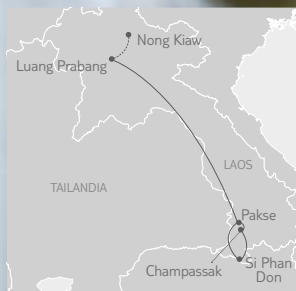 Nong Kiaw
Luang Prabang
LAOS
TAILANDIA
Pakse
Champassak
Si Phan
Don